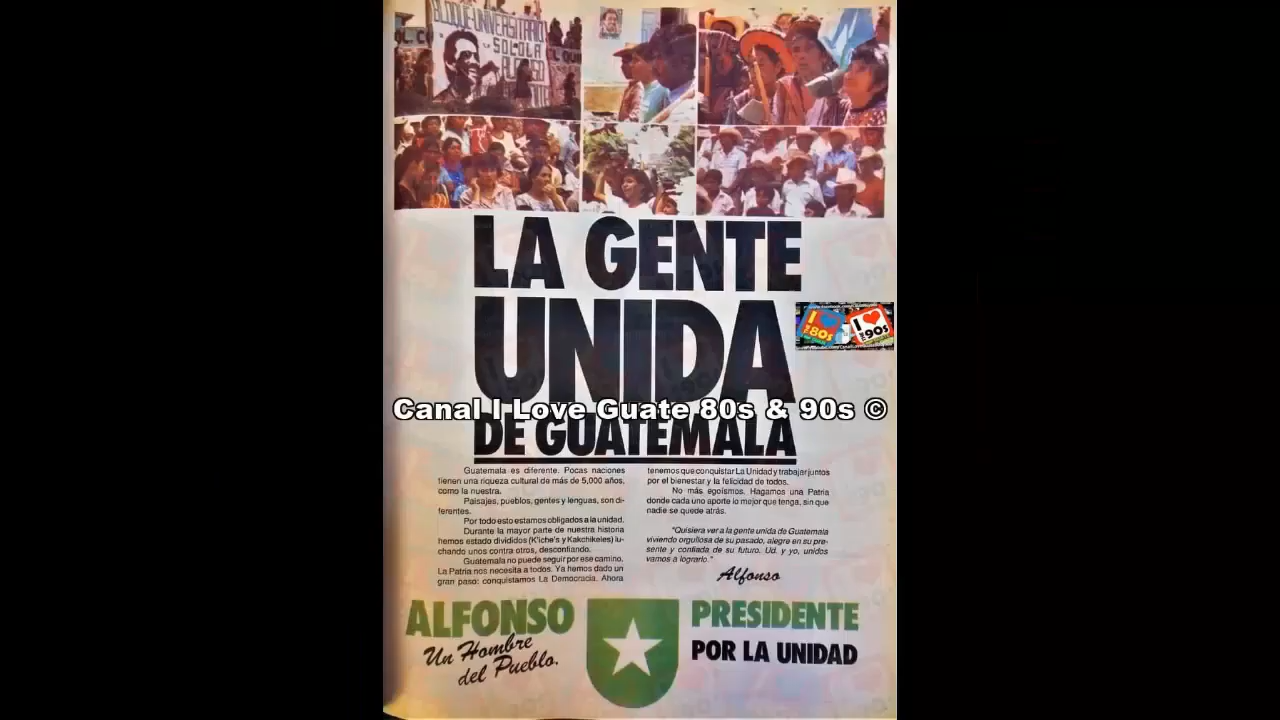 BLOQUE UNIVERSITARIO
SOLOLA
ALFONSO
LA GENTE
UNIDA
DE GUATEMALA
Canal I Love Guate 80s & 90s ©
I ❤ THE 80s
I ❤ THE 90s
Guatemala es diferente. Pocas naciones
tienen una riqueza cultural de más de 5,000 años,
como la nuestra.
Paisajes, pueblos, gentes y lenguas, son di-
ferentes.
Por todo esto estamos obligados a la unidad.
Durante la mayor parte de nuestra historia
hemos estado divididos (K'iche's y Kakchikeles) lu-
chando unos contra otros, desconfiando.
Guatemala no puede seguir por ese camino.
La Patria nos necesita a todos. Ya hemos dado un
gran paso: conquistamos La Democracia. Ahora
tenemos que conquistar La Unidad y trabajar juntos
por el bienestar y la felicidad de todos.
No más egoísmos. Hagamos una Patria
donde cada uno aporte lo mejor que tenga, sin que
nadie se quede atrás.
"Quisiera ver a la gente unida de Guatemala
viviendo orgullosa de su pasado, alegre en su pre-
sente y confiada de su futuro. Ud. y yo, unidos
vamos a lograrlo."
Alfonso
ALFONSO
Un Hombre
del Pueblo.
PRESIDENTE
POR LA UNIDAD